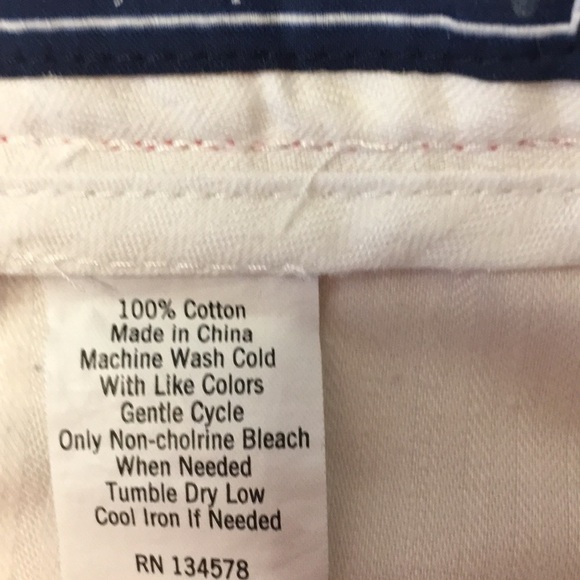 100% Cotton
Made in China
Machine Wash Cold
With Like Colors
Gentle Cycle
Only Non-cholrine Bleach
When Needed
Tumble Dry Low
Cool Iron If Needed
RN 134578